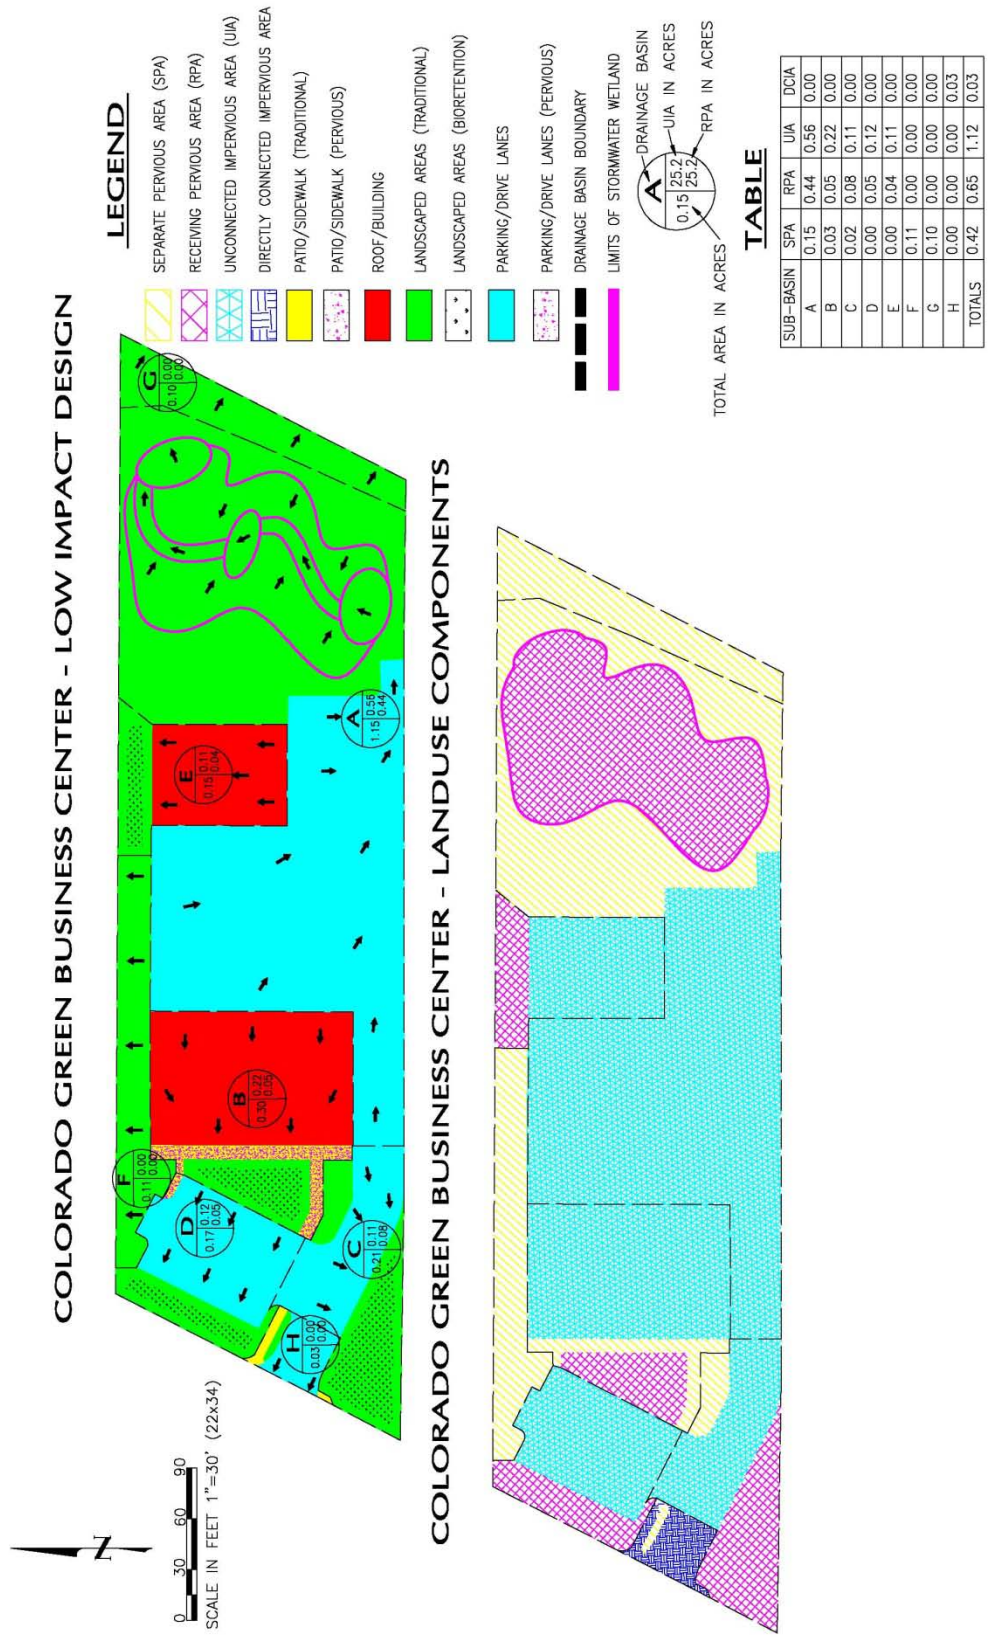 COLORADO GREEN BUSINESS CENTER - LOW IMPACT DESIGN
N
0 30 60 90
SCALE IN FEET 1"=30' (22x34)
F
0.11 0.00 0.00
D
0.17 0.12 0.05
H
0.03 0.00 0.00
C
0.21 0.11 0.08
B
0.30 0.22 0.05
E
0.15 0.11 0.04
A
1.15 0.56 0.44
G
0.10 0.00 0.00
COLORADO GREEN BUSINESS CENTER - LANDUSE COMPONENTS
LEGEND
SEPARATE PERVIOUS AREA (SPA)
RECEIVING PERVIOUS AREA (RPA)
UNCONNECTED IMPERVIOUS AREA (UIA)
DIRECTLY CONNECTED IMPERVIOUS AREA
PATIO/SIDEWALK (TRADITIONAL)
PATIO/SIDEWALK (PERVIOUS)
ROOF/BUILDING
LANDSCAPED AREAS (TRADITIONAL)
LANDSCAPED AREAS (BIORETENTION)
PARKING/DRIVE LANES
PARKING/DRIVE LANES (PERVIOUS)
DRAINAGE BASIN BOUNDARY
LIMITS OF STORMWATER WETLAND
A
0.15 25.2 25.2
DRAINAGE BASIN
UIA IN ACRES
RPA IN ACRES
TOTAL AREA IN ACRES
TABLE
SUB-BASIN SPA RPA UIA DCIA
A 0.15 0.44 0.56 0.00
B 0.03 0.05 0.22 0.00
C 0.02 0.08 0.11 0.00
D 0.00 0.05 0.12 0.00
E 0.00 0.04 0.11 0.00
F 0.11 0.00 0.00 0.00
G 0.10 0.00 0.00 0.00
H 0.00 0.00 0.00 0.03
TOTALS 0.42 0.65 1.12 0.03